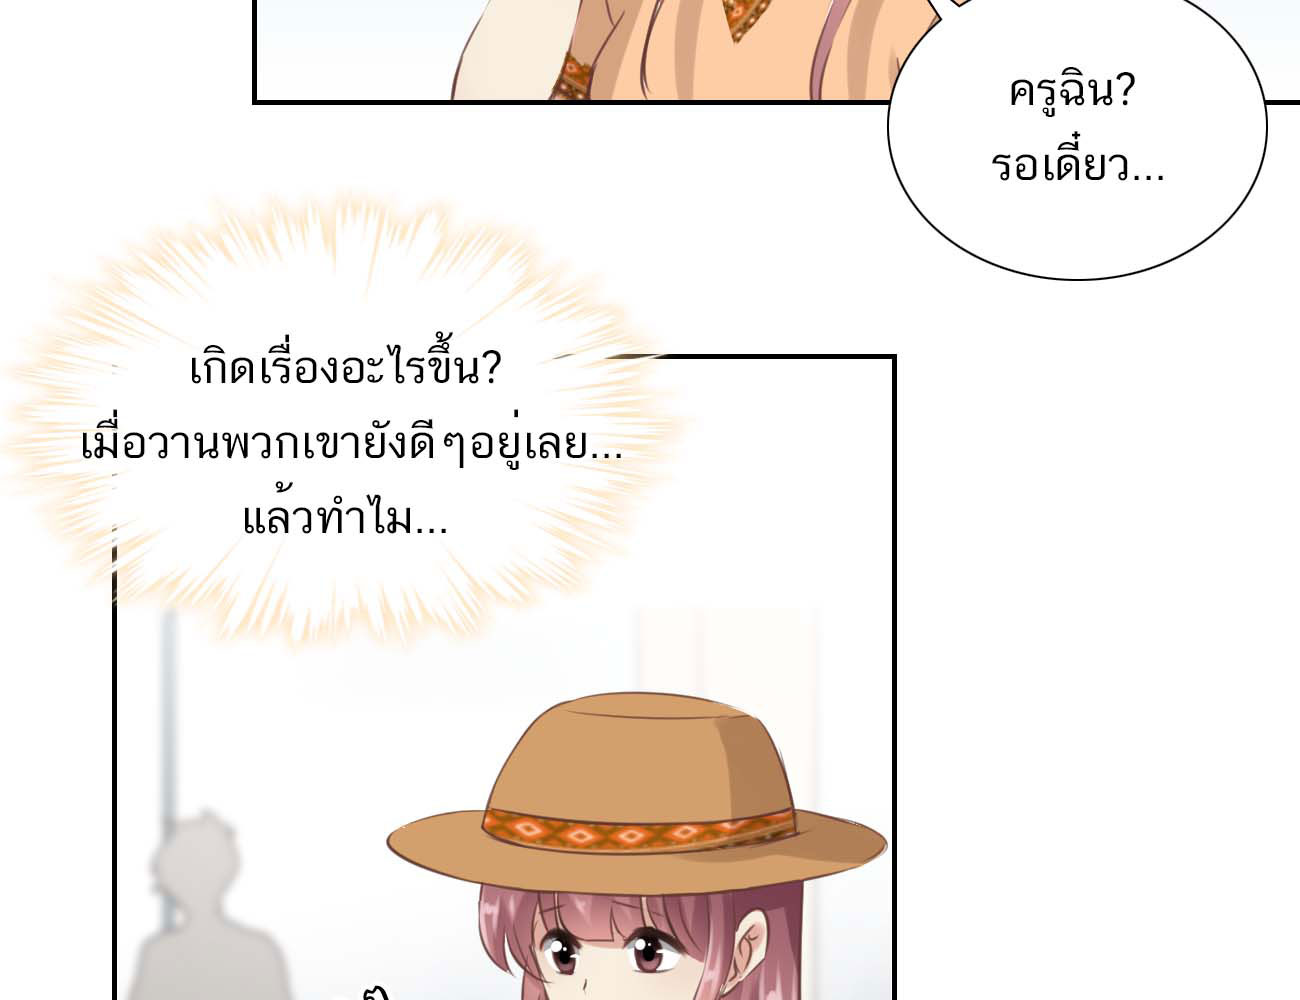 ครูฉิน?
รอเดี๋ยว...
เกิดเรื่องอะไรขึ้น?
เมื่อวานพวกเขายังดีๆอยู่เลย...
แล้วทำไม...